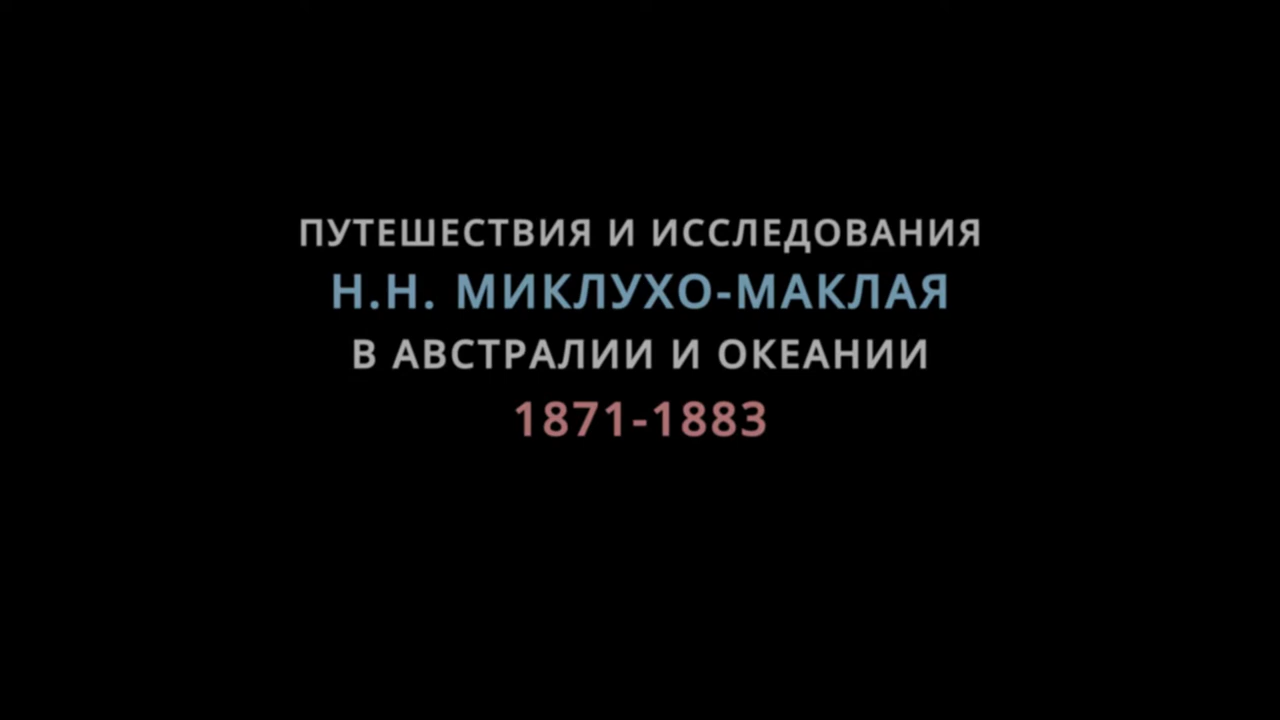 ПУТЕШЕСТВИЯ И ИССЛЕДОВАНИЯ
Н.Н. МИКЛУХО-МАКЛАЯ
В АВСТРАЛИИ И ОКЕАНИИ
1871-1883